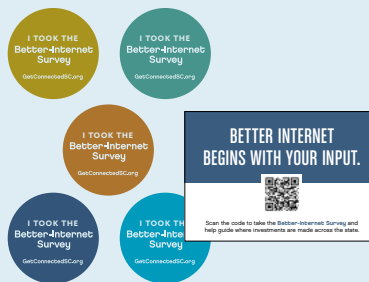 I TOOK THE
Better-Internet
Survey
GetConnectedSC.org
I TOOK THE
Better-Internet
Survey
GetConnectedSC.org
I TOOK THE
Better-Internet
Survey
GetConnectedSC.org
BETTER INTERNET
BEGINS WITH YOUR INPUT.
Scan the code to take the Better-Internet Survey and
help guide where investments are made across the state.
I TOOK THE
Better-Internet
Survey
GetConnectedSC.org
I TOOK TH
Better-Intern
Survey
GetConnectedSC.org